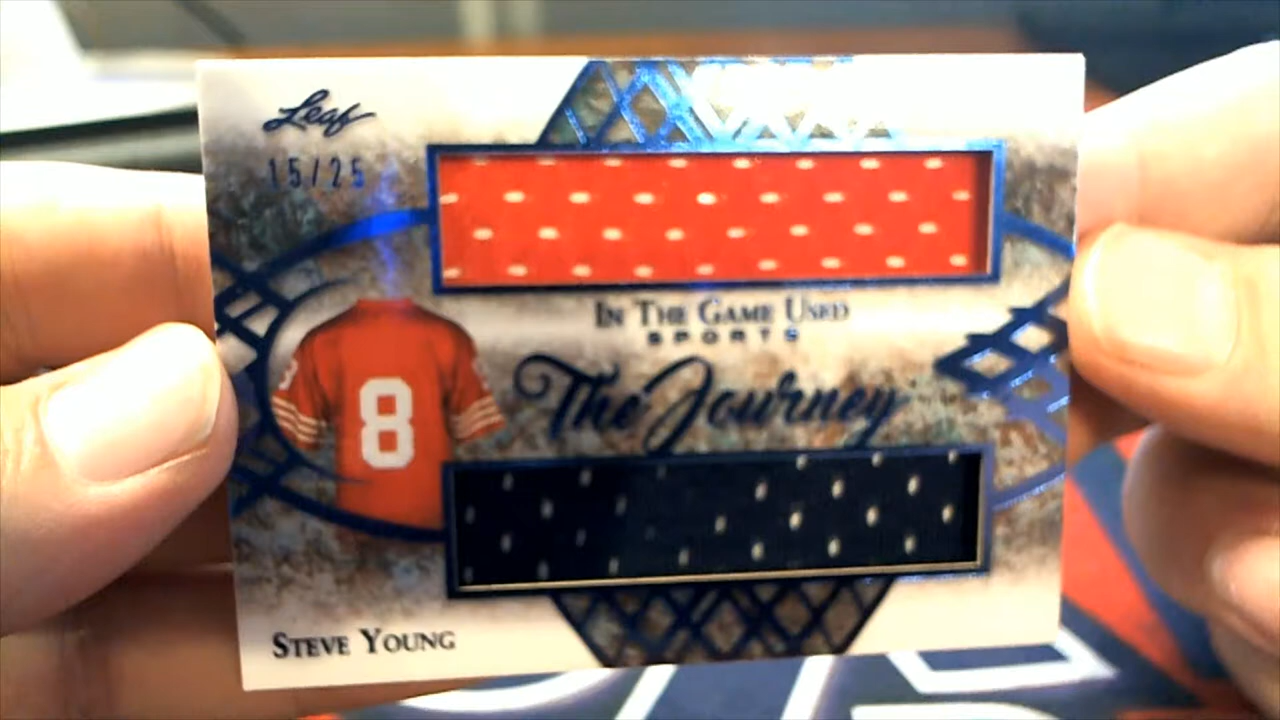 Leaf
15/25
IN THE GAME USED
SPORTS
The Journey
8
STEVE YOUNG